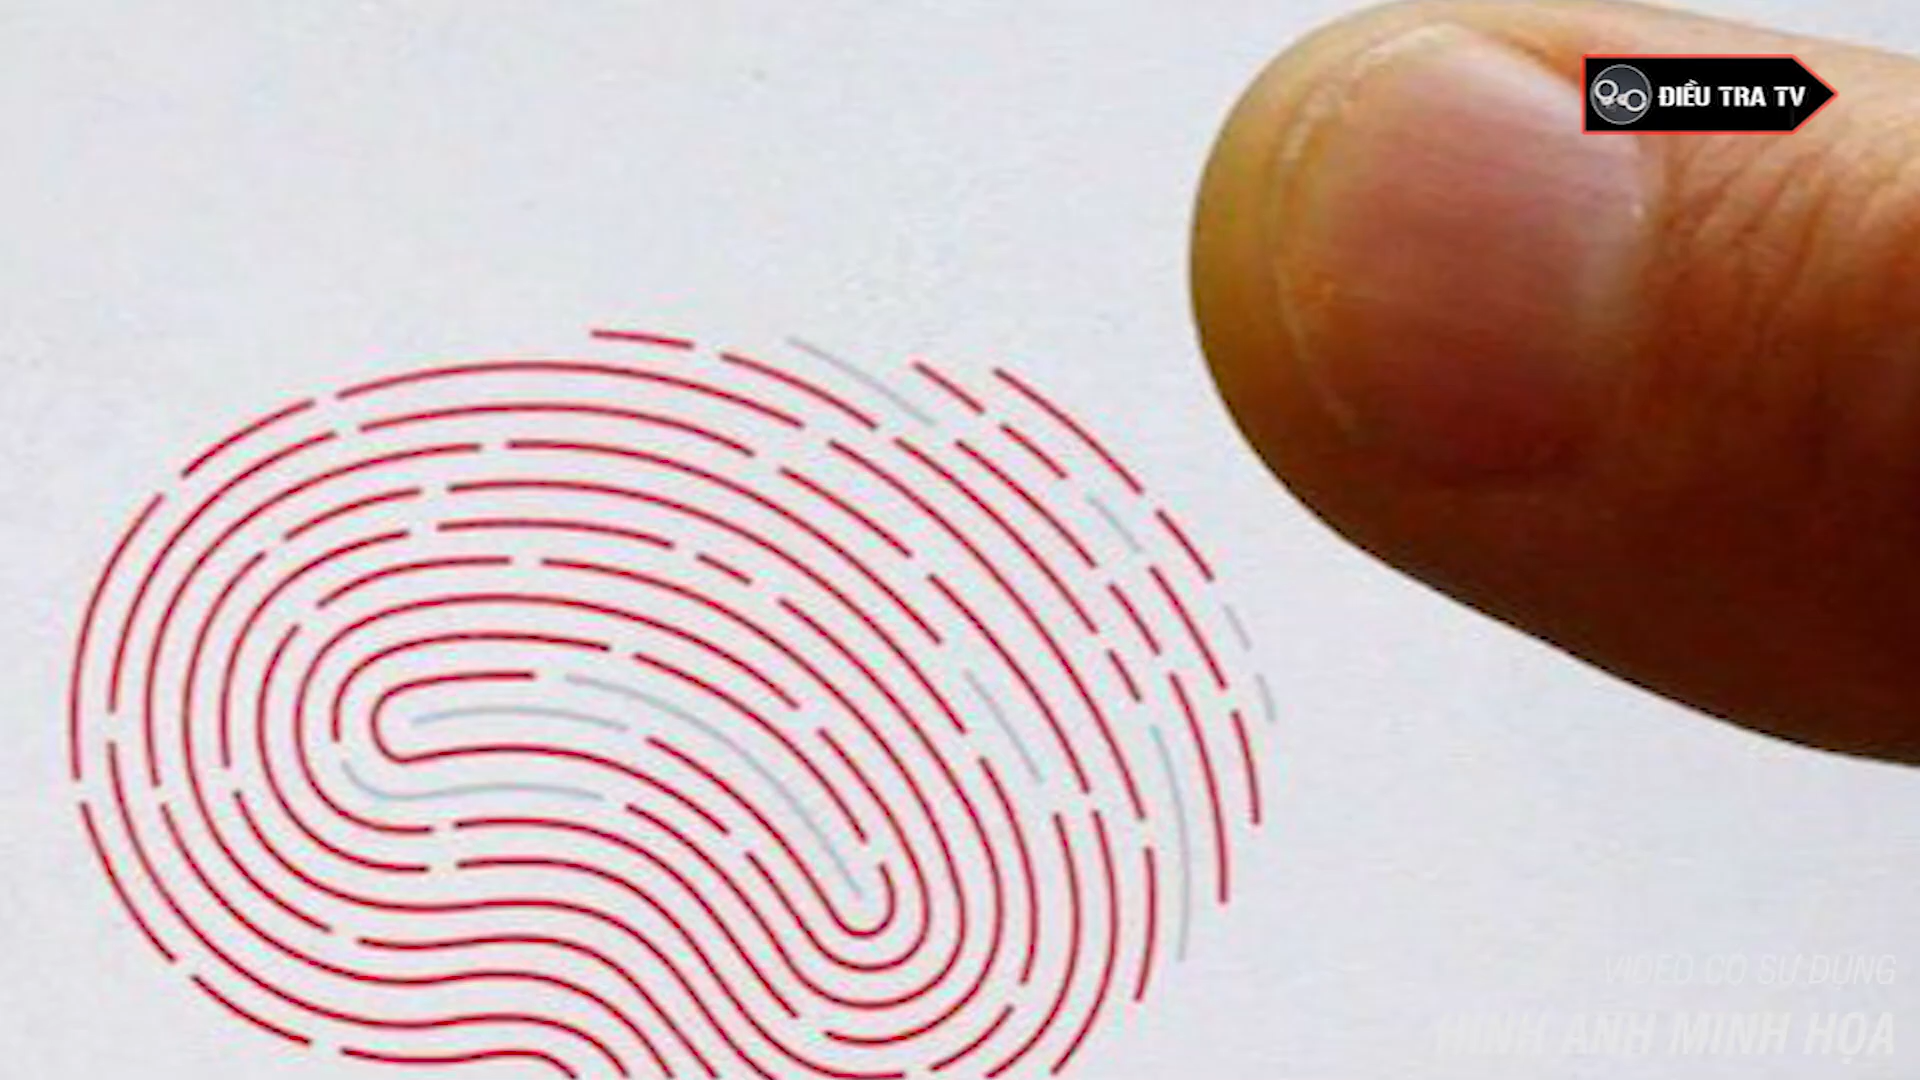 ĐIỀU TRA TV
VIDEO CÓ SỬ DỤNG
HÌNH ẢNH MINH HỌA